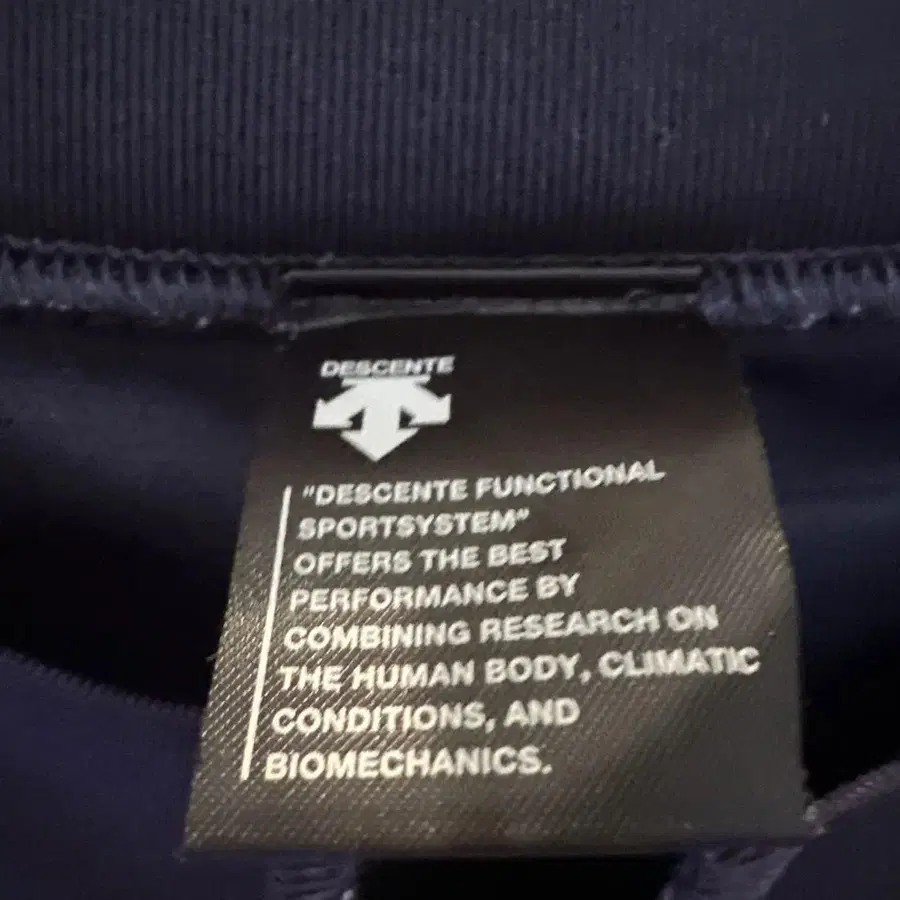 DESCENTE
"DESCENTE FUNCTIONAL
SPORTSYSTEM"
OFFERS THE BEST
PERFORMANCE BY
COMBINING RESEARCH ON
THE HUMAN BODY, CLIMATIC
CONDITIONS, AND
BIOMECHANICS.